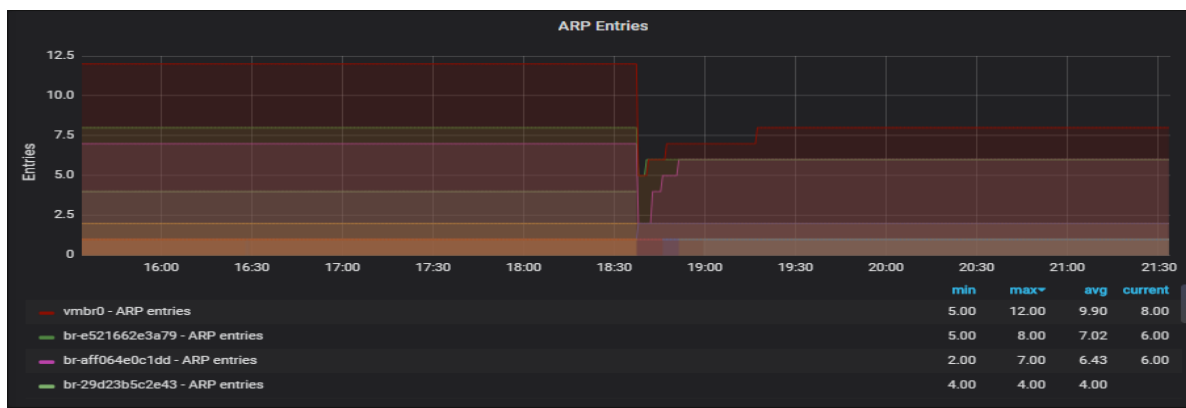 ARP Entries
12.5
10.0
7.5
5.0
2.5
0
Entries
16:00 16:30 17:00 17:30 18:00 18:30 19:00 19:30 20:00 20:30 21:00 21:30
min max avg current
vmbr0 - ARP entries 5.00 12.00 9.90 8.00
br-e521662e3a79 - ARP entries 5.00 8.00 7.02 6.00
br-aff064e0c1dd - ARP entries 2.00 7.00 6.43 6.00
br-29d23b5c2e43 - ARP entries 4.00 4.00 4.00